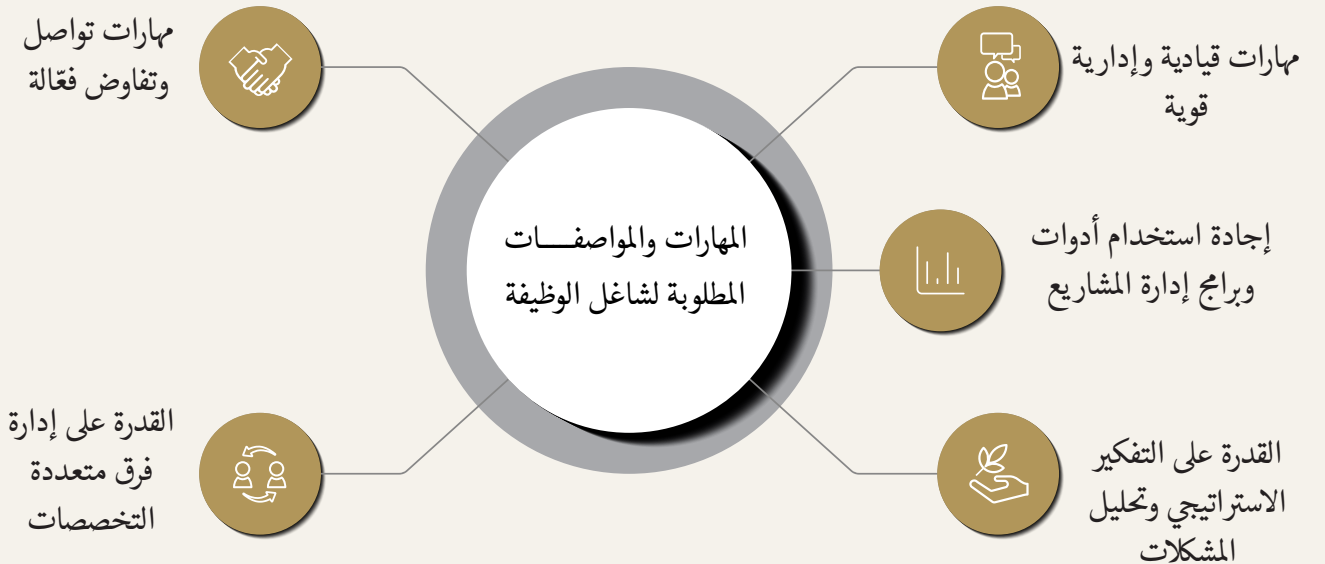 المهارات والمواصفـــات
المطلوبة لشاغل الوظيفة
مهارات قيادية وإدارية
قوية
إجادة استخدام أدوات
وبرامج إدارة المشاريع
القدرة على التفكير
الاستراتيجي وتحليل
المشكلات
مهارات تواصل
وتفاوض فعّالة
القدرة على إدارة
فرق متعددة
التخصصات